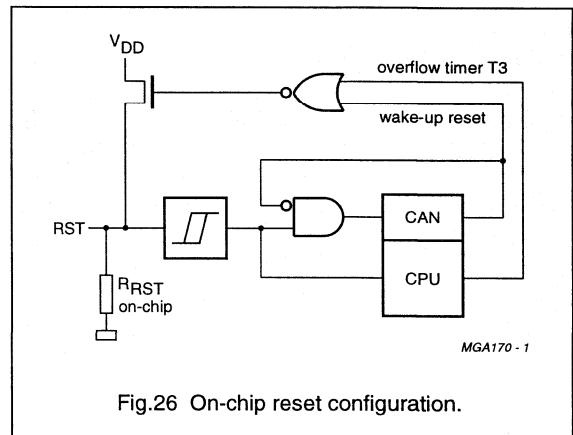 VDD
overflow timer T3
wake-up reset
CAN
RST
CPU
RRST
on-chip
MGA170 - 1
Fig.26 On-chip reset configuration.